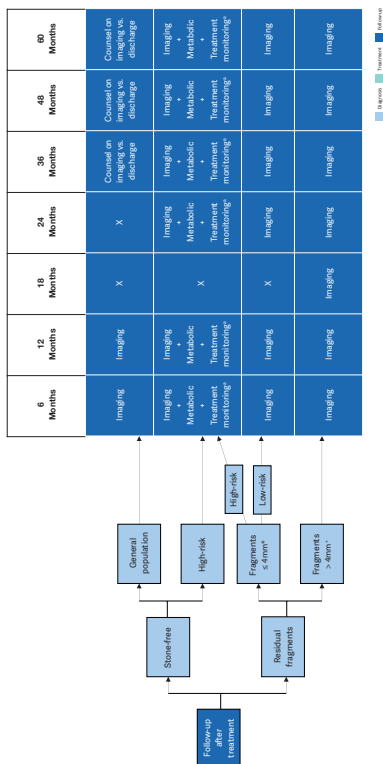 6
Months
12
Months
18
Months
24
Months
36
Months
48
Months
60
Months
Follow-up
after
treatment
Stone-free
General
population
Imaging
Imaging
X
X
Counsel on
imaging vs.
discharge
Counsel on
imaging vs.
discharge
Counsel on
imaging vs.
discharge
High-risk
Imaging
+
Metabolic
+
Treatment
monitoring
Imaging
+
Metabolic
+
Treatment
monitoring
X
Imaging
+
Metabolic
+
Treatment
monitoring
Imaging
+
Metabolic
+
Treatment
monitoring
Imaging
+
Metabolic
+
Treatment
monitoring
Imaging
+
Metabolic
+
Treatment
monitoring
Residual
fragments
Fragments
≤ 4mm
High-risk
Low-risk
Imaging
Imaging
X
Imaging
Imaging
Imaging
Imaging
Fragments
> 4mm
Imaging
Imaging
Imaging
Imaging
Imaging
Imaging
Imaging
Diagnosis
Treatment
Follow-up